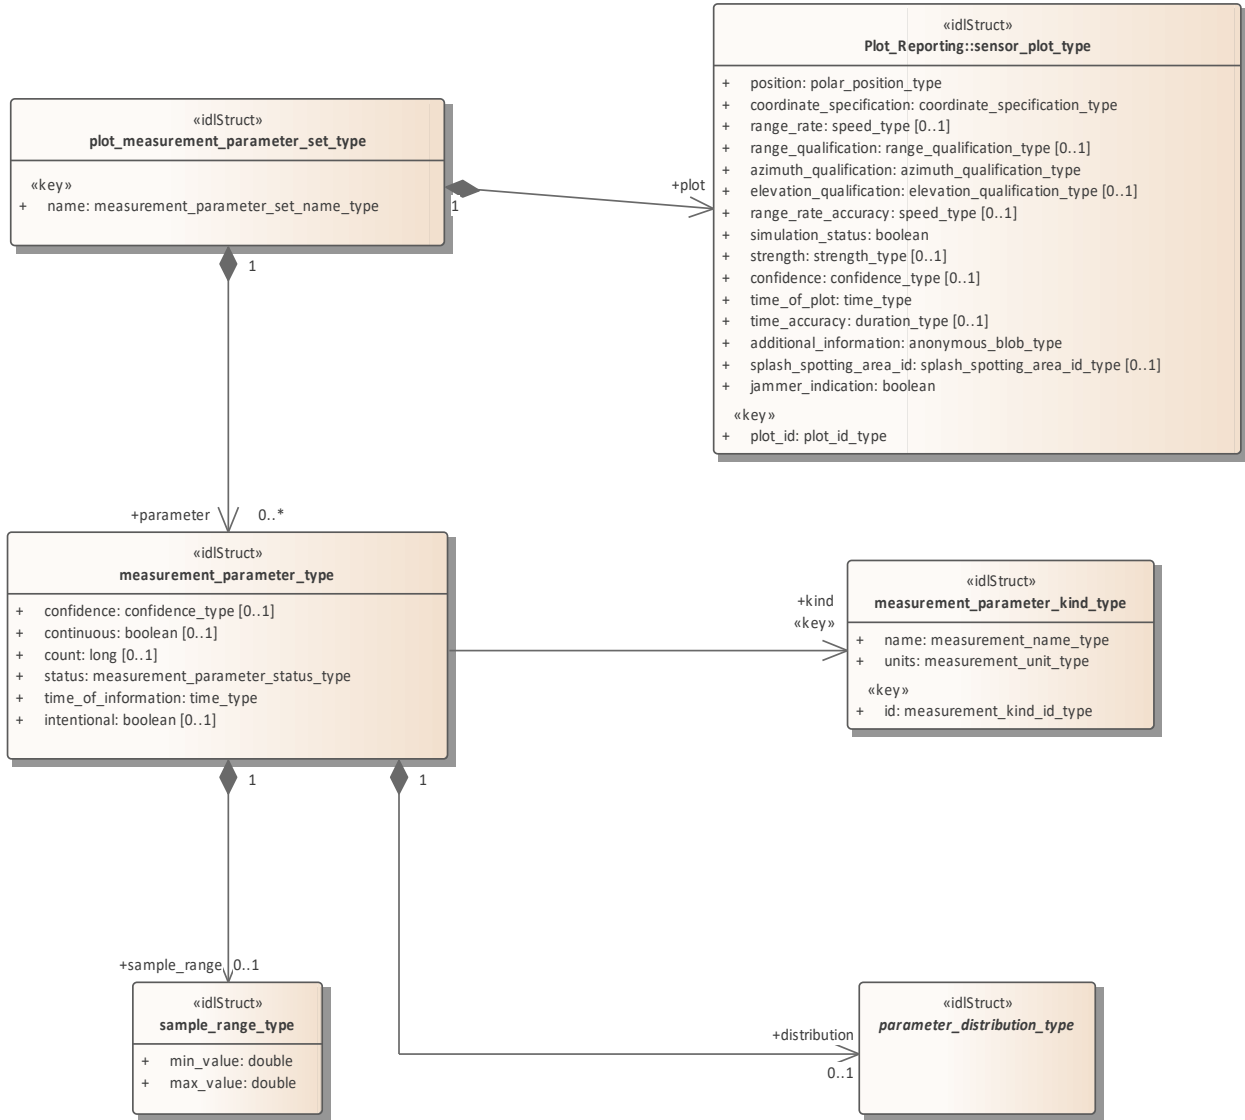 «idlStruct»
Plot_Reporting::sensor_plot_type
+ position: polar_position_type
+ coordinate_specification: coordinate_specification_type
+ range_rate: speed_type [0..1]
+ range_qualification: range_qualification_type [0..1]
+ azimuth_qualification: azimuth_qualification_type
+ elevation_qualification: elevation_qualification_type [0..1]
+ range_rate_accuracy: speed_type [0..1]
+ simulation_status: boolean
+ strength: strength_type [0..1]
+ confidence: confidence_type [0..1]
+ time_of_plot: time_type
+ time_accuracy: duration_type [0..1]
+ additional_information: anonymous_blob_type
+ splash_spotting_area_id: splash_spotting_area_id_type [0..1]
+ jammer_indication: boolean
«key»
+ plot_id: plot_id_type
«idlStruct»
plot_measurement_parameter_set_type
«key»
+ name: measurement_parameter_set_name_type
1
+plot
1
+parameter
0..*
«idlStruct»
measurement_parameter_type
+ confidence: confidence_type [0..1]
+ continuous: boolean [0..1]
+ count: long [0..1]
+ status: measurement_parameter_status_type
+ time_of_information: time_type
+ intentional: boolean [0..1]
+kind
«key»
«idlStruct»
measurement_parameter_kind_type
+ name: measurement_name_type
+ units: measurement_unit_type
«key»
+ id: measurement_kind_id_type
1
1
+sample_range
0..1
«idlStruct»
sample_range_type
+ min_value: double
+ max_value: double
+distribution
0..1
«idlStruct»
parameter_distribution_type